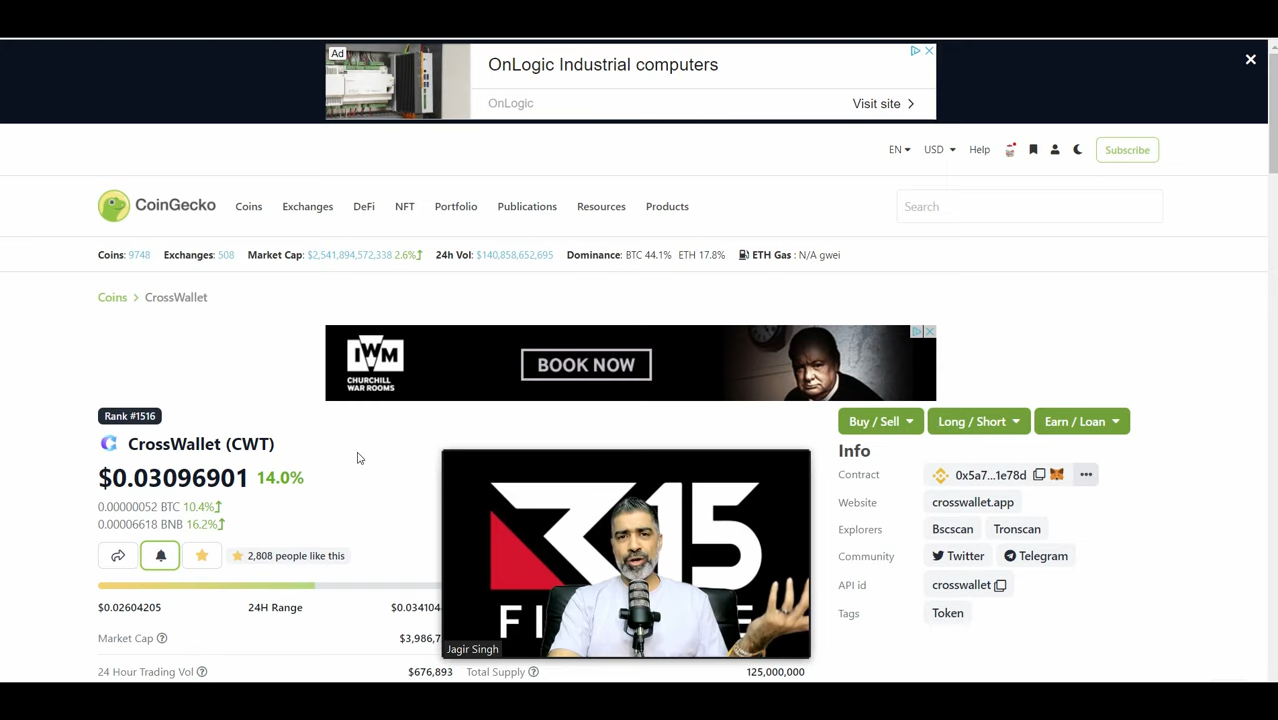 Ad
OnLogic Industrial computers
OnLogic
Visit site
EN
USD
Help
Subscribe
CoinGecko
Coins
Exchanges
DeFi
NFT
Portfolio
Publications
Resources
Products
Search
Coins: 9748
Exchanges: 508
Market Cap: $2,541,894,572,338 2.6%
24h Vol: $140,858,652,695
Dominance: BTC 44.1% ETH 17.8%
ETH Gas : N/A gwei
Coins > CrossWallet
IWM
CHURCHILL
WAR ROOMS
BOOK NOW
Rank #1516
CrossWallet (CWT)
$0.03096901 14.0%
0.00000052 BTC 10.4%
0.00006618 BNB 16.2%
2,808 people like this
$0.02604205
24H Range
$0.034104
Market Cap
$3,986,7
24 Hour Trading Vol
$676,893
Total Supply
125,000,000
15
Jagir Singh
Buy / Sell
Long / Short
Earn / Loan
Info
Contract
0x5a7...1e78d
Website
crosswallet.app
Explorers
Bscscan
Tronscan
Community
Twitter
Telegram
API id
crosswallet
Tags
Token